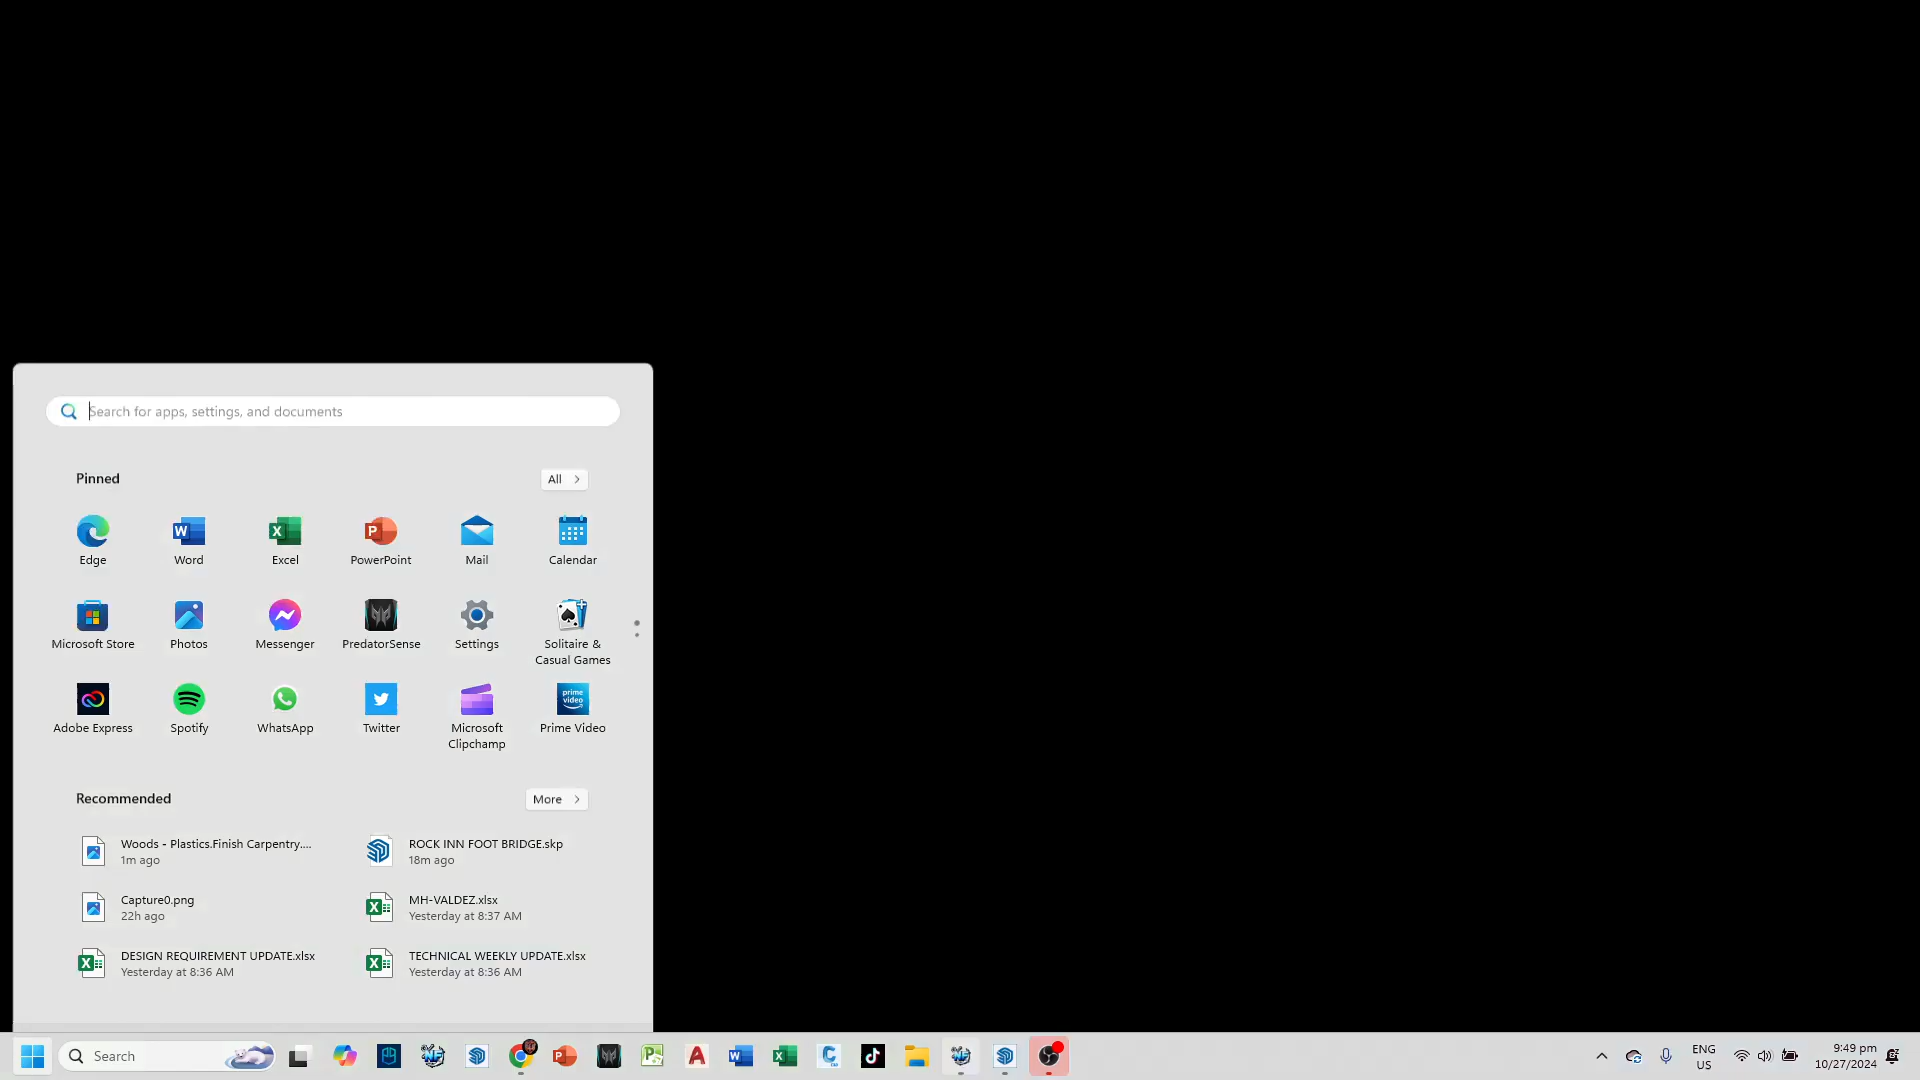 Search for apps, settings, and documents
Pinned
All
Edge
Word
Excel
PowerPoint
Mail
Calendar
Microsoft Store
Photos
Messenger
PredatorSense
Settings
Solitaire &
Casual Games
Adobe Express
Spotify
WhatsApp
Twitter
Microsoft
Clipchamp
prime
video
Prime Video
Recommended
More
Woods - Plastics.Finish Carpentry....
1m ago
ROCK INN FOOT BRIDGE.skp
18m ago
Capture0.png
22h ago
MH-VALDEZ.xlsx
Yesterday at 8:37 AM
DESIGN REQUIREMENT UPDATE.xlsx
Yesterday at 8:36 AM
TECHNICAL WEEKLY UPDATE.xlsx
Yesterday at 8:36 AM
Search
ENG
US
9:49 pm
10/27/2024